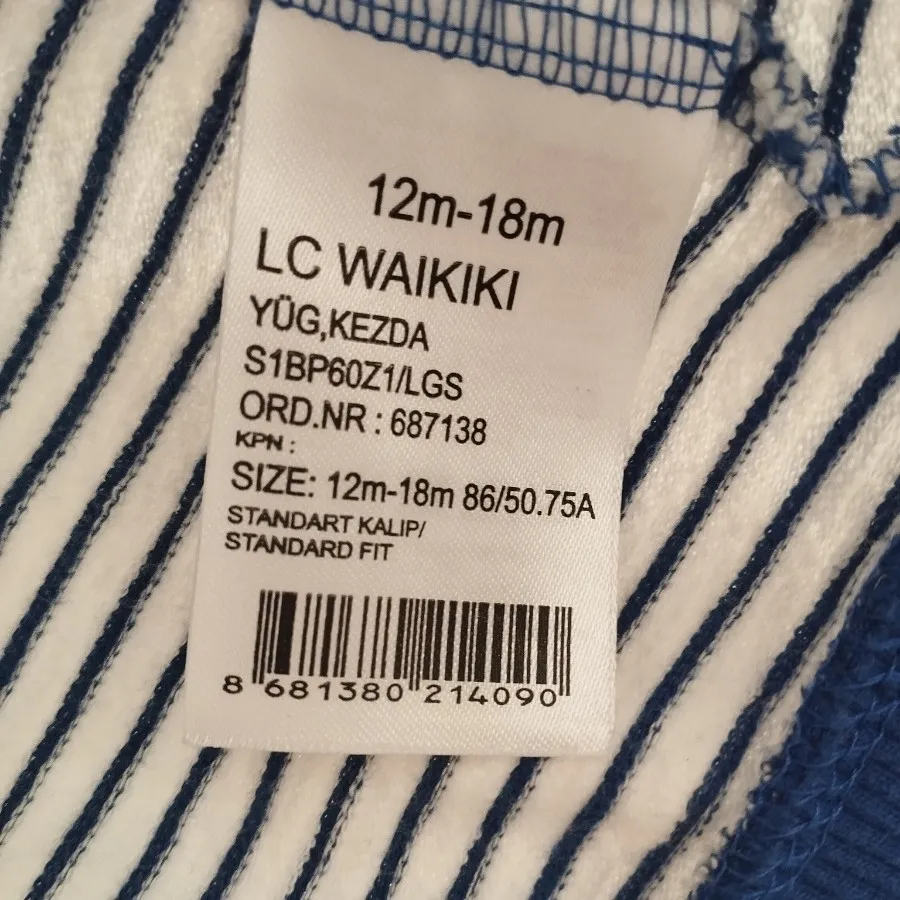 12m-18m
LC WAIKIKI
YÜG,KEZDA
S1BP60Z1/LGS
ORD.NR : 687138
KPN :
SIZE: 12m-18m 86/50.75A
STANDART KALIP/
STANDARD FIT
8 681380 214090